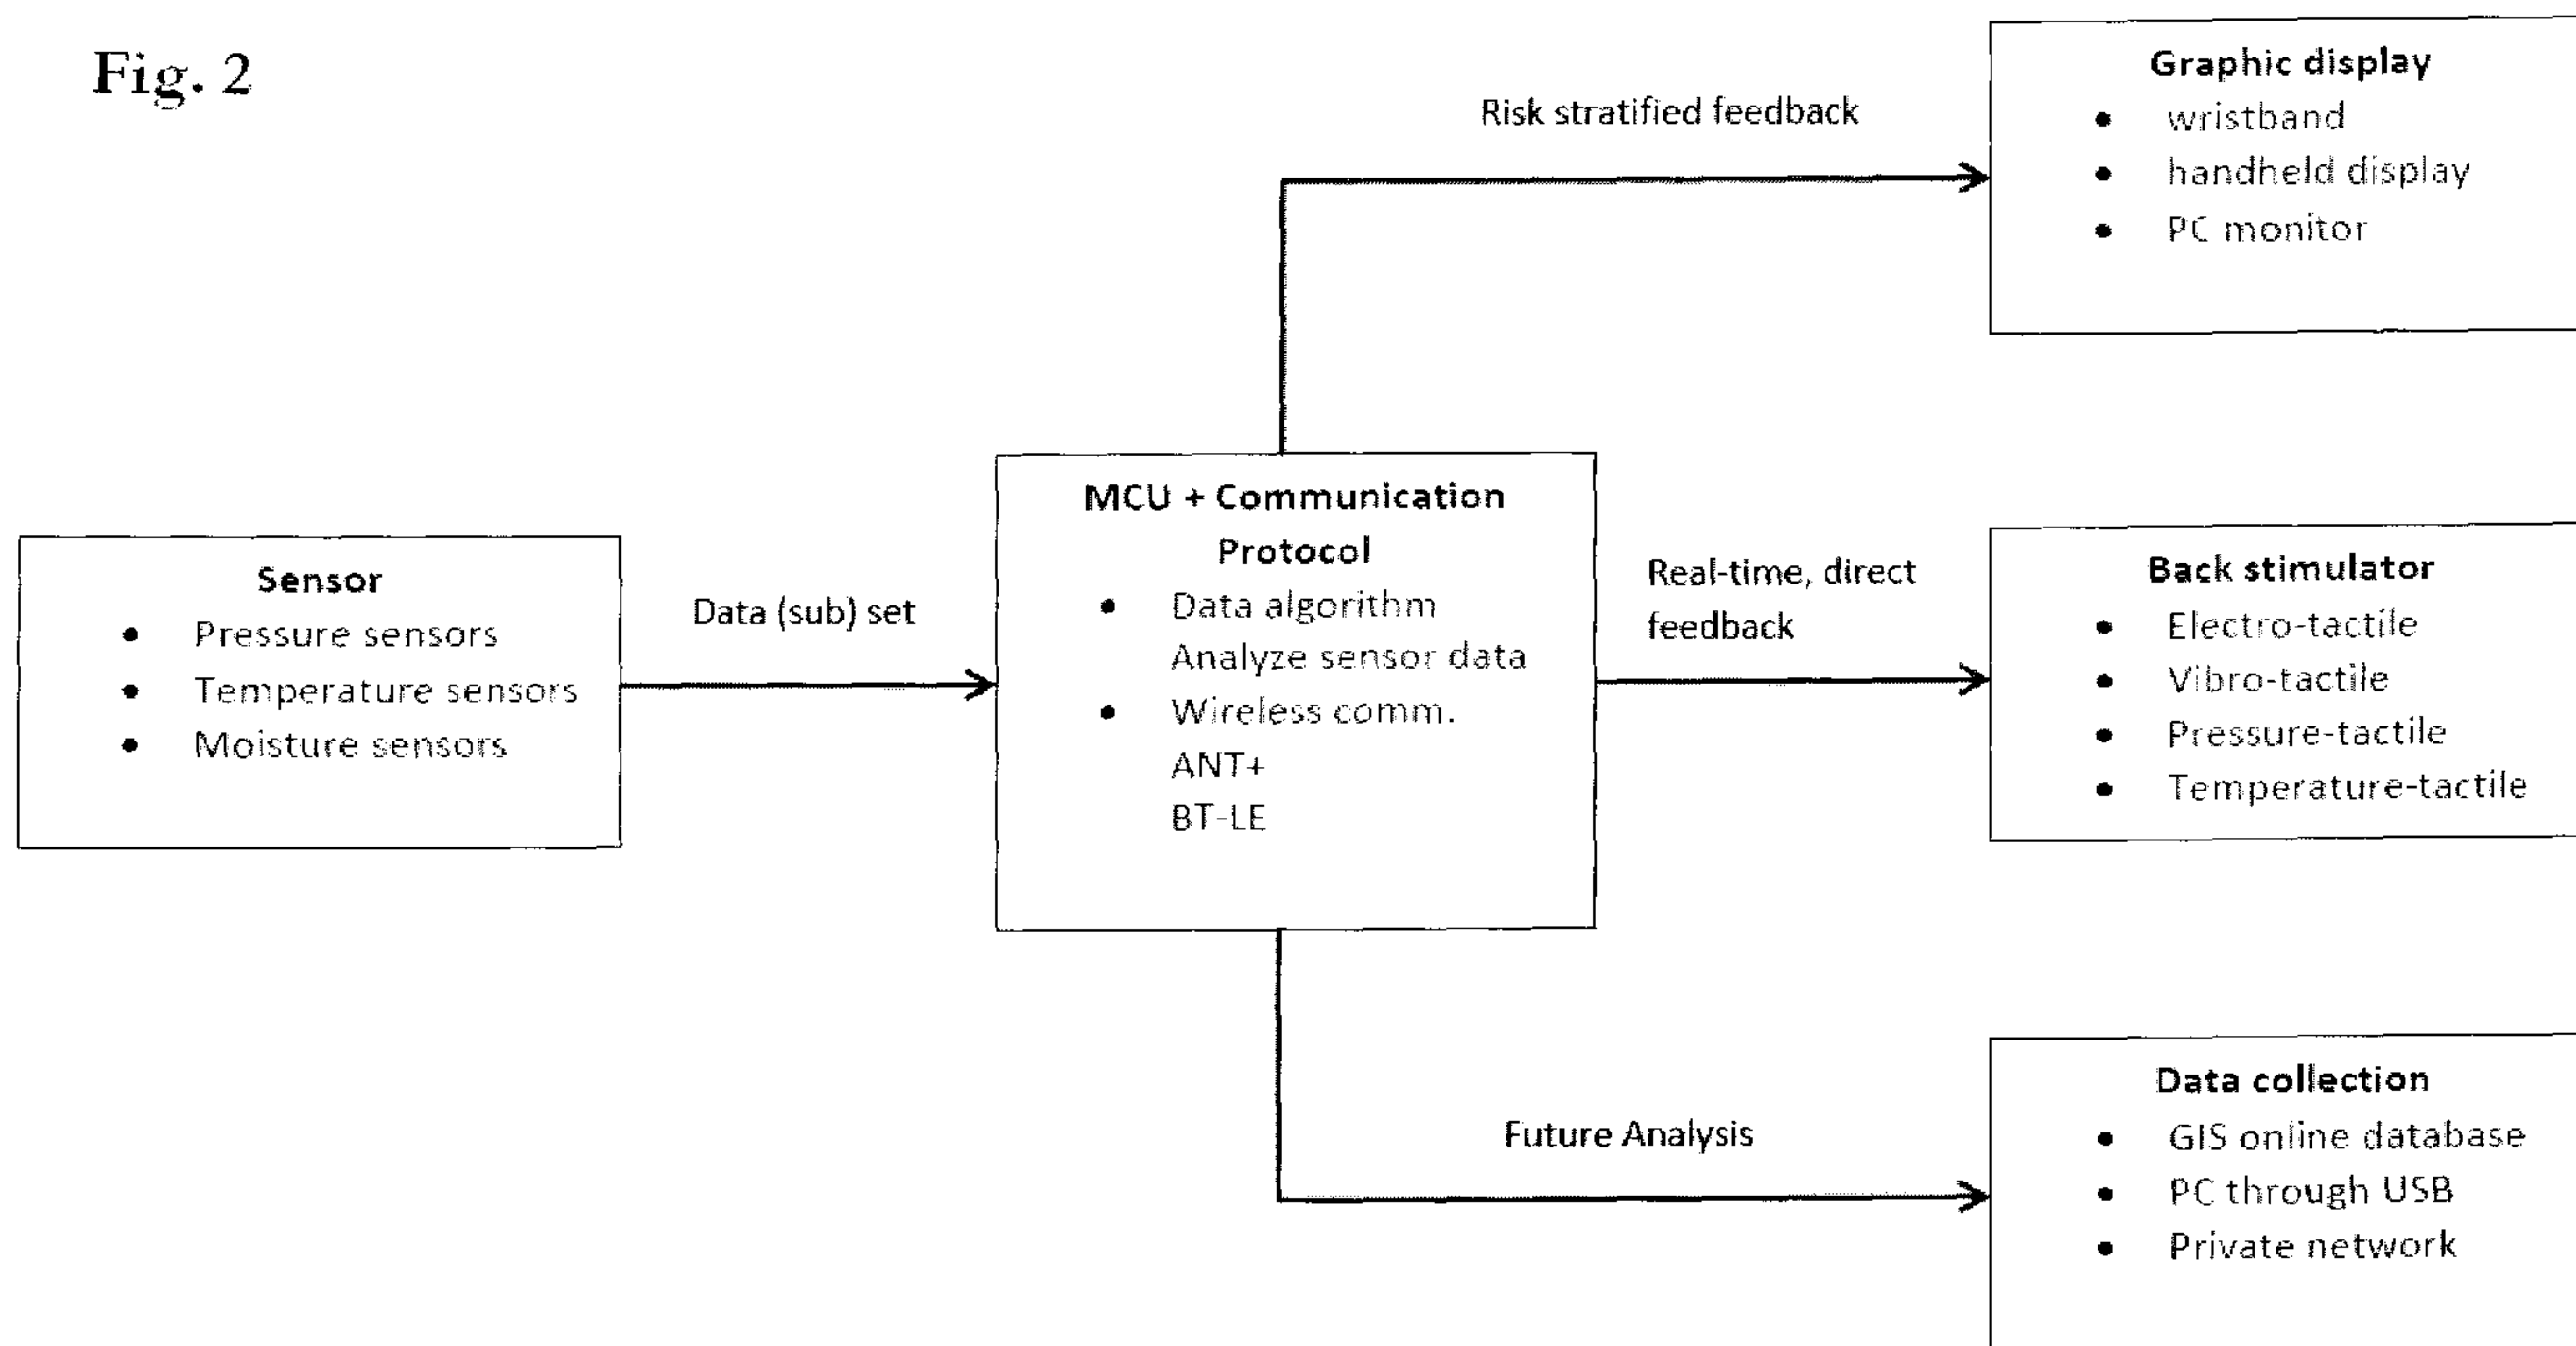 Fig. 2
Sensor
• Pressure sensors
• Temperature sensors
• Moisture sensors
Data (sub) set
MCU + Communication
Protocol
• Data algorithm
Analyze sensor data
• Wireless comm.
ANT+
BT-LE
Risk stratified feedback
Graphic display
• wristband
• handheld display
• PC monitor
Real-time, direct
feedback
Back stimulator
• Electro-tactile
• Vibro-tactile
• Pressure-tactile
• Temperature-tactile
Future Analysis
Data collection
• GIS online database
• PC through USB
• Private network